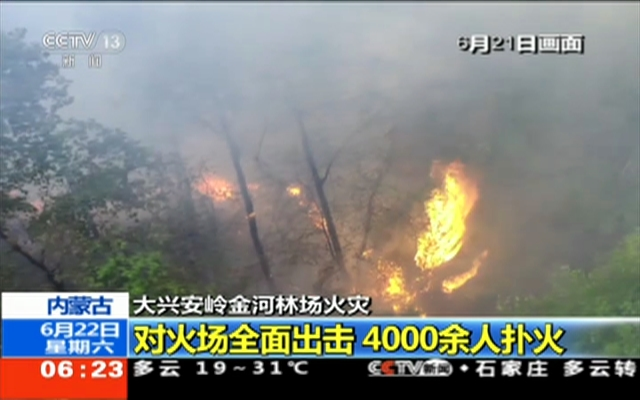 CCTV 13
新闻
6月21日画面
内蒙古
大兴安岭金河林场火灾
6月22日
星期六
对火场全面出击 4000余人扑火
06:23
多云 19~31℃ CCTV新闻 ·石家庄 多云转